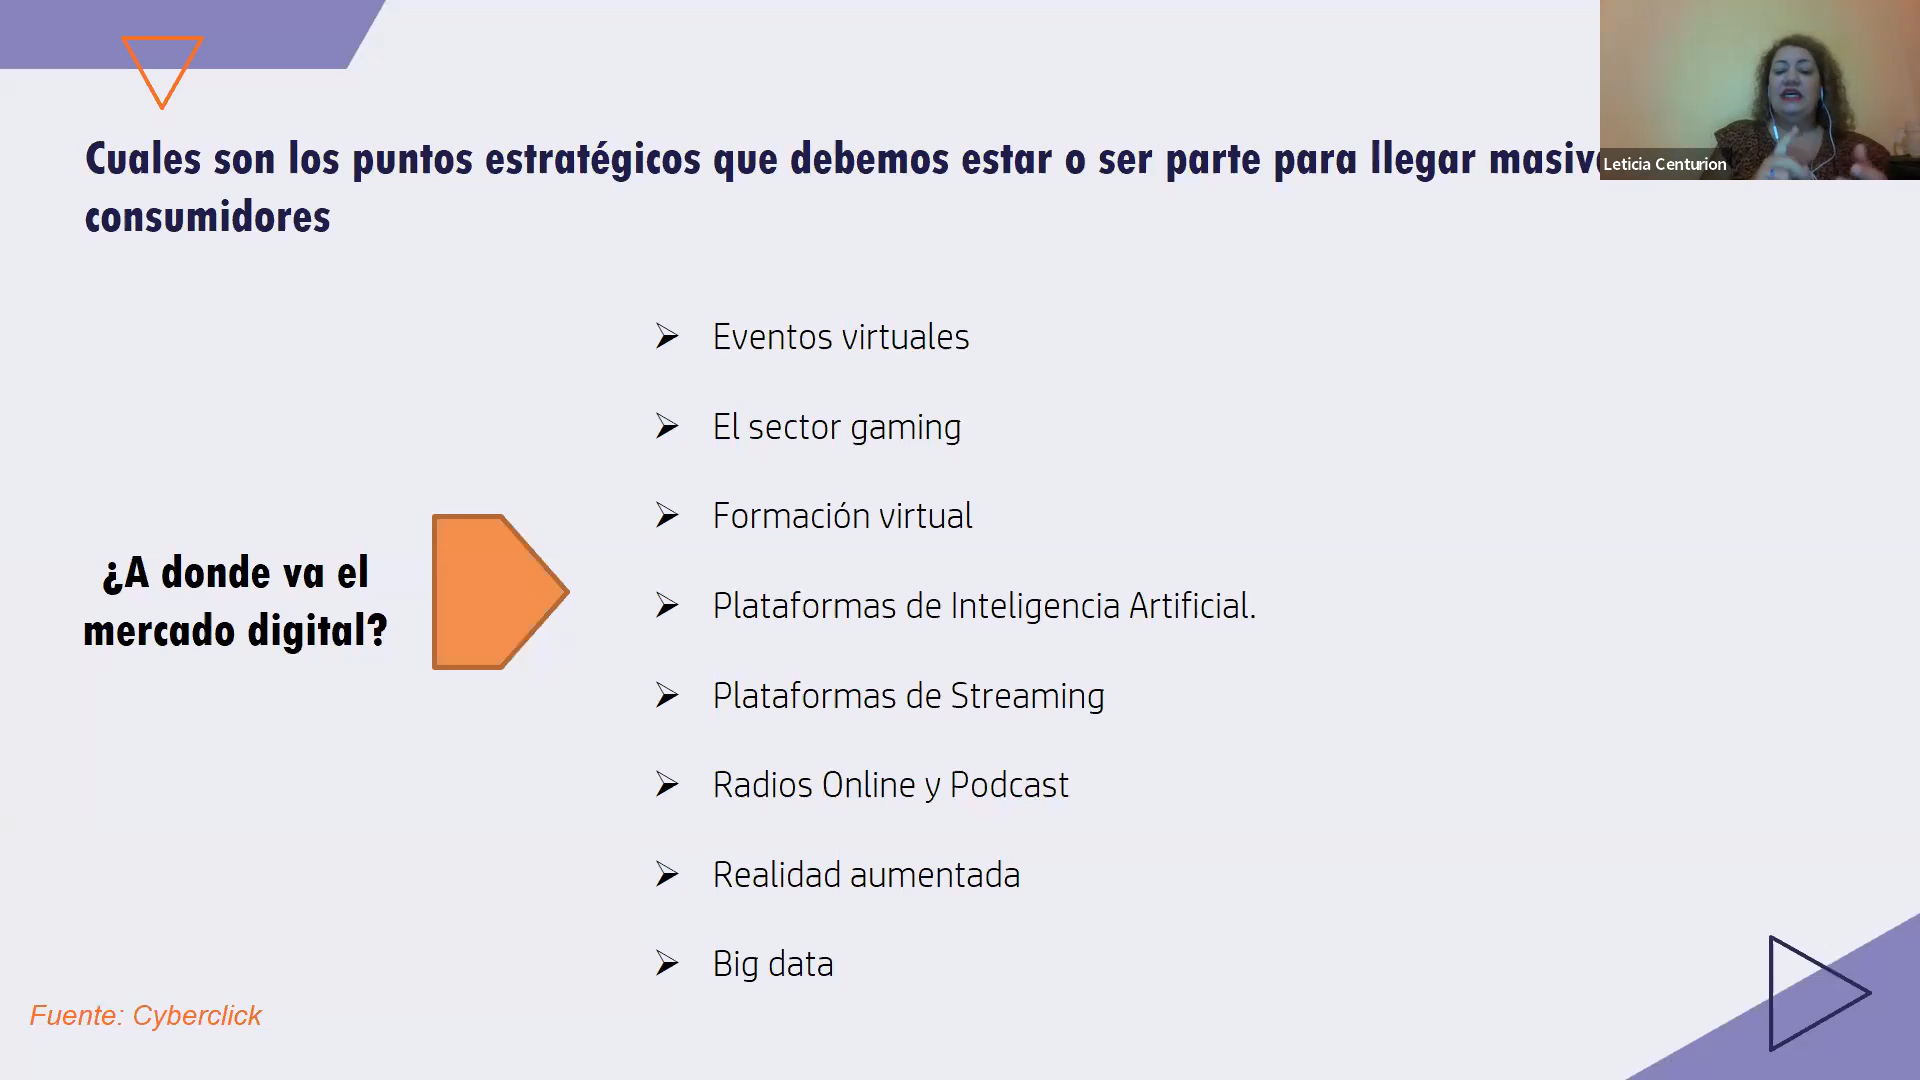 Cuales son los puntos estratégicos que debemos estar o ser parte para llegar
consumidores
Leticia Centurion
Eventos virtuales
El sector gaming
Formación virtual
¿A donde va el
mercado digital?
Plataformas de Inteligencia Artificial.
Plataformas de Streaming
Radios Online y Podcast
Realidad aumentada
Big data
Fuente: Cyberclick